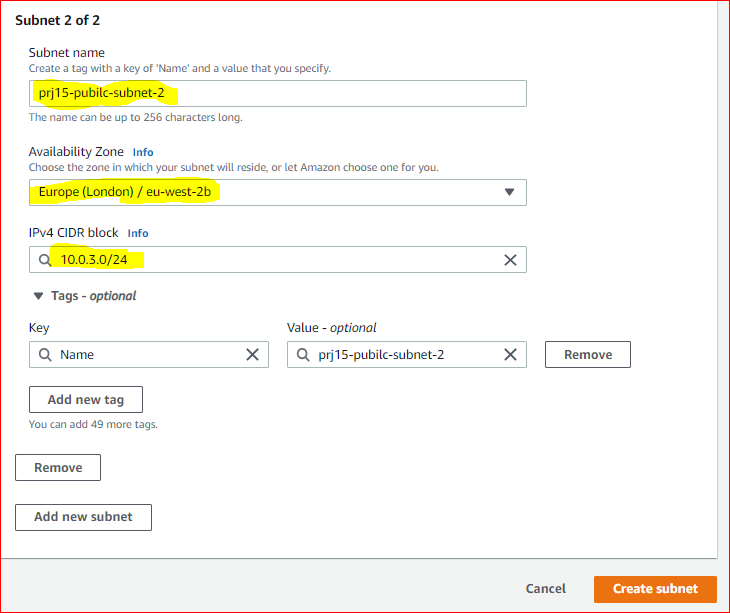 Subnet 2 of 2
Subnet name
Create a tag with a key of 'Name' and a value that you specify.
prj15-pubilc-subnet-2
The name can be up to 256 characters long.
Availability Zone Info
Choose the zone in which your subnet will reside, or let Amazon choose one for you.
Europe (London) / eu-west-2b
IPv4 CIDR block Info
10.0.3.0/24
Tags - optional
Key Value - optional
Name prj15-pubilc-subnet-2 Remove
Add new tag
You can add 49 more tags.
Remove
Add new subnet
Cancel Create subnet